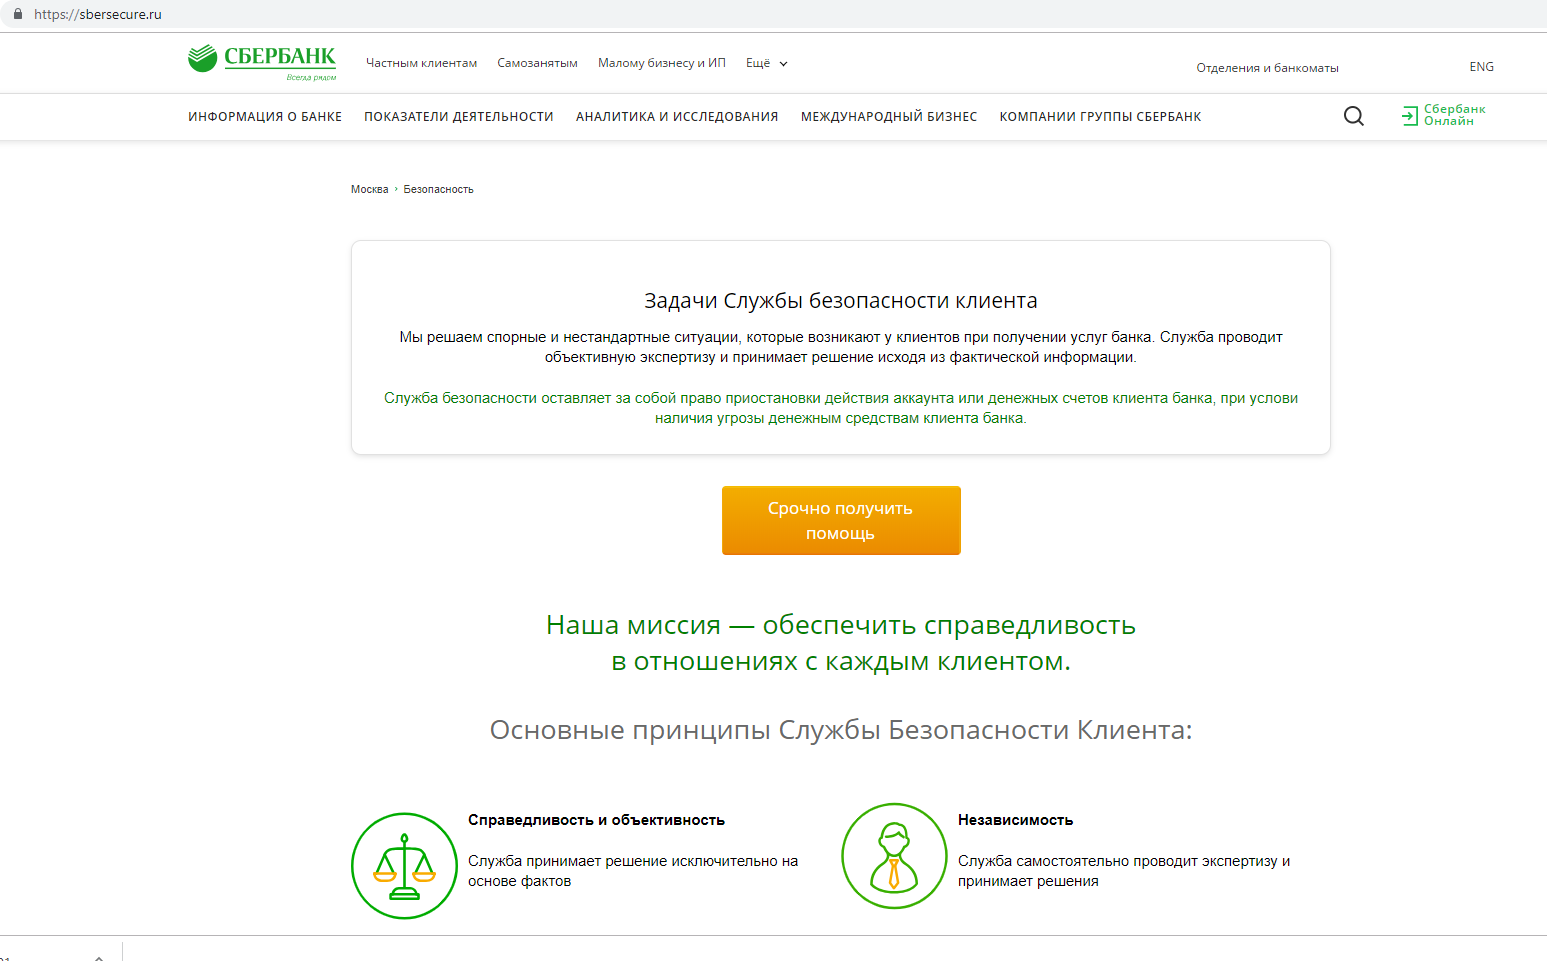 https://sbersecure.ru
СБЕРБАНК
Всегда рядом
Частным клиентам Самозанятым Малому бизнесу и ИП Ещё
Отделения и банкоматы ENG
ИНФОРМАЦИЯ О БАНКЕ ПОКАЗАТЕЛИ ДЕЯТЕЛЬНОСТИ АНАЛИТИКА И ИССЛЕДОВАНИЯ МЕЖДУНАРОДНЫЙ БИЗНЕС КОМПАНИИ ГРУППЫ СБЕРБАНК
Сбербанк
Онлайн
Москва › Безопасность
Задачи Службы безопасности клиента
Мы решаем спорные и нестандартные ситуации, которые возникают у клиентов при получении услуг банка. Служба проводит
объективную экспертизу и принимает решение исходя из фактической информации.
Служба безопасности оставляет за собой право приостановки действия аккаунта или денежных счетов клиента банка, при услови
наличия угрозы денежным средствам клиента банка.
Срочно получить
помощь
Наша миссия — обеспечить справедливость
в отношениях с каждым клиентом.
Основные принципы Службы Безопасности Клиента:
Справедливость и объективность
Служба принимает решение исключительно на
основе фактов
Независимость
Служба самостоятельно проводит экспертизу и
принимает решения